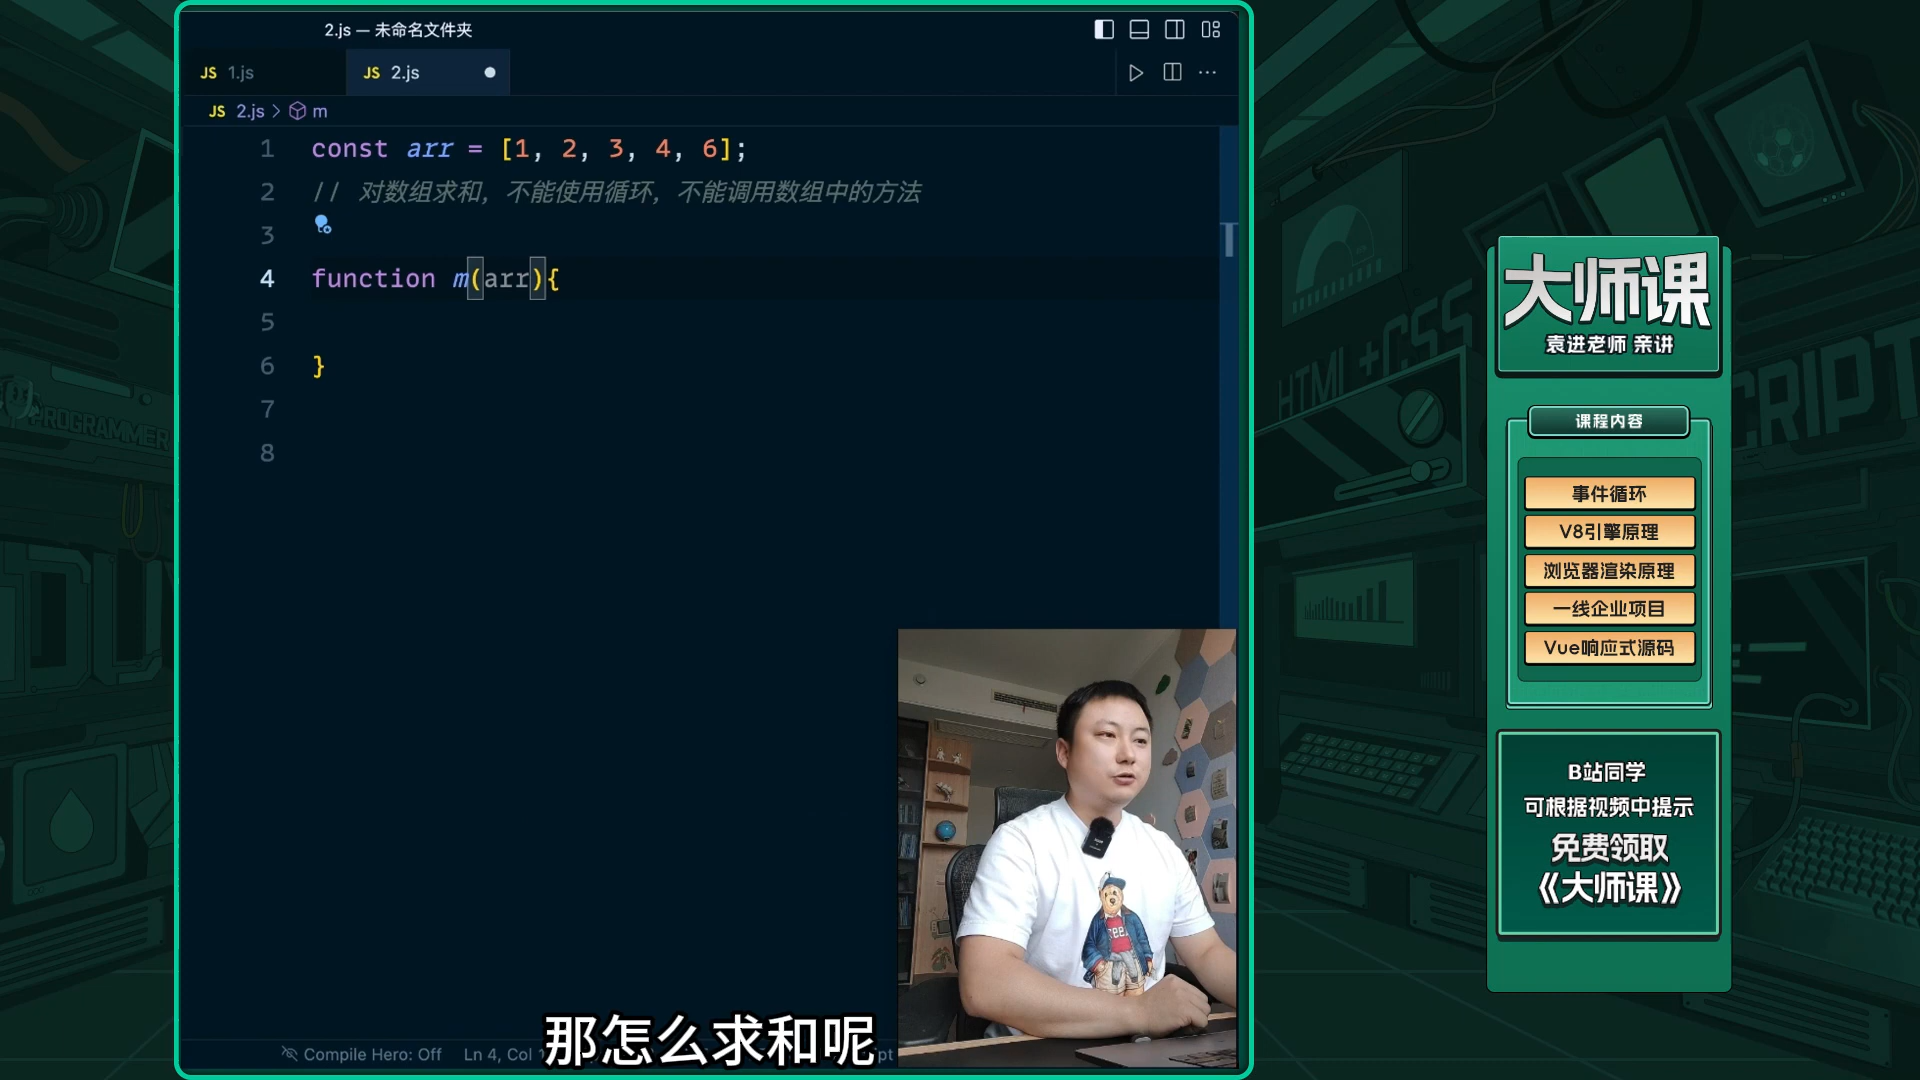 2.js — 未命名文件夹
JS 1.js
JS 2.js
JS 2.js > m
1 const arr = [1, 2, 3, 4, 6];
2 // 对数组求和, 不能使用循环, 不能调用数组中的方法
3
4 function m(arr){
5
6 }
7
8
Compile Hero: Off Ln 4, Col
那怎么求和呢
大师课
袁进老师 亲讲
课程内容
事件循环
V8引擎原理
浏览器渲染原理
一线企业项目
Vue响应式源码
B站同学
可根据视频中提示
免费领取
《大师课》
PROGRAMMER
HTML+CSS